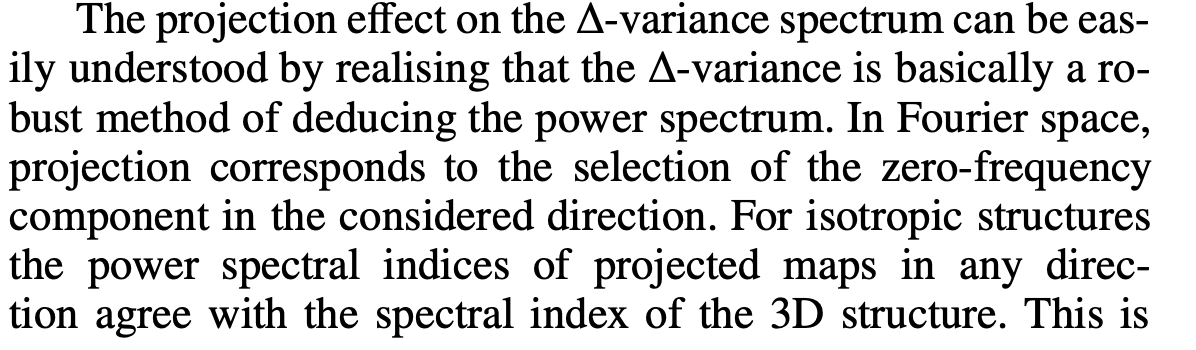 The projection effect on the Δ-variance spectrum can be eas-
ily understood by realising that the Δ-variance is basically a ro-
bust method of deducing the power spectrum. In Fourier space,
projection corresponds to the selection of the zero-frequency
component in the considered direction. For isotropic structures
the power spectral indices of projected maps in any direc-
tion agree with the spectral index of the 3D structure. This is